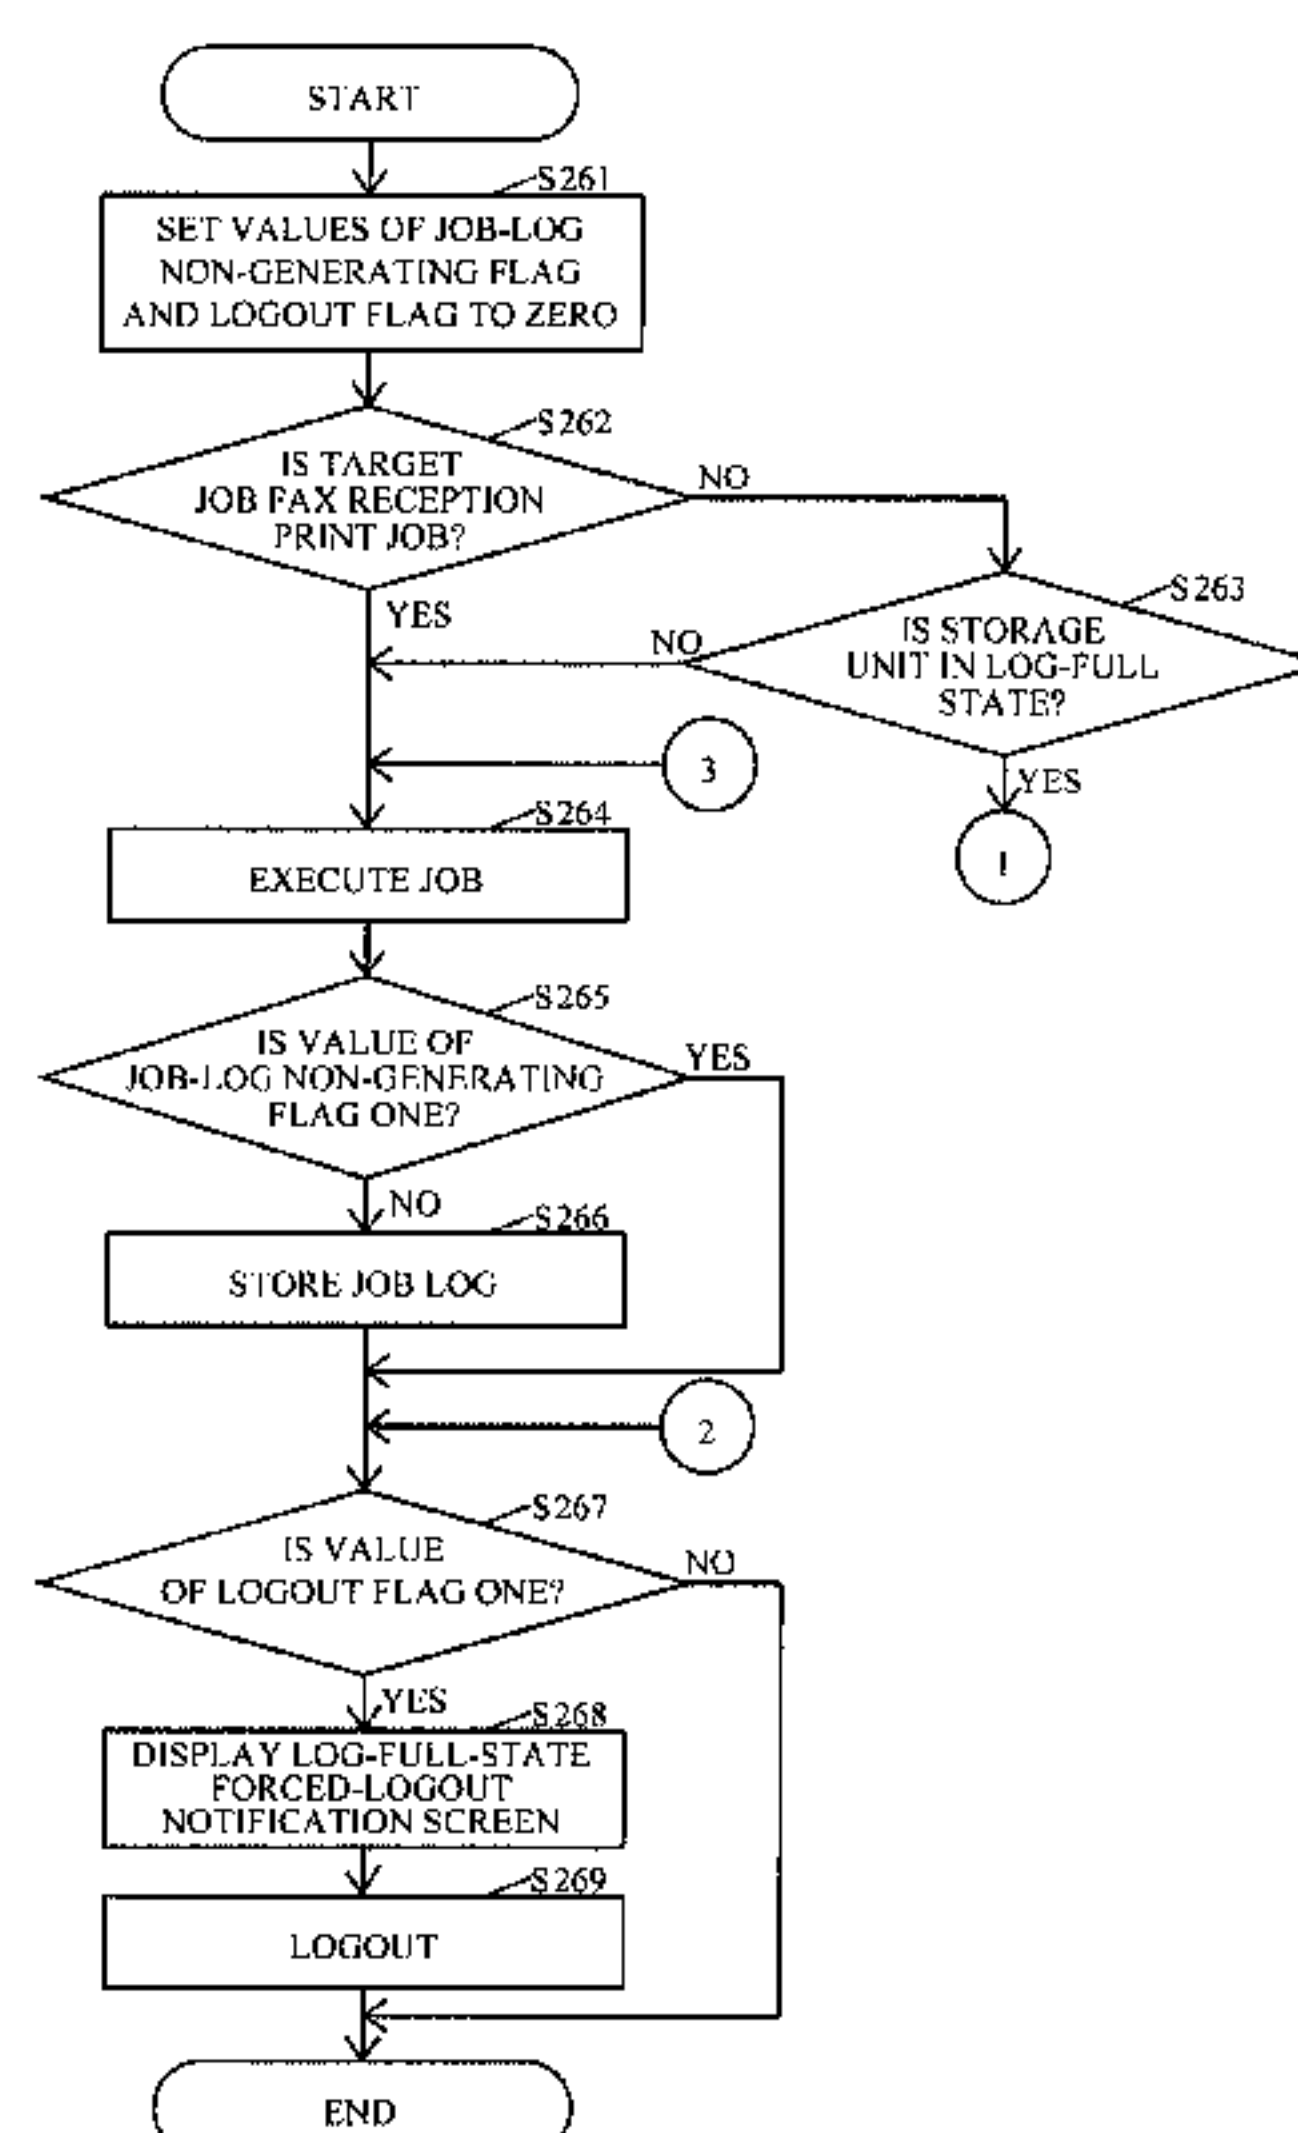 START
S261
SET VALUES OF JOB-LOG
NON-GENERATING FLAG
AND LOGOUT FLAG TO ZERO
S262
IS TARGET
JOB FAX RECEPTION
PRINT JOB?
NO
YES
S263
IS STORAGE
UNIT IN LOG-FULL
STATE?
NO
YES
3
1
S264
EXECUTE JOB
S265
IS VALUE OF
JOB-LOG NON-GENERATING
FLAG ONE?
YES
NO
S266
STORE JOB LOG
2
S267
IS VALUE
OF LOGOUT FLAG ONE?
NO
YES
S268
DISPLAY LOG-FULL-STATE
FORCED-LOGOUT
NOTIFICATION SCREEN
S269
LOGOUT
END